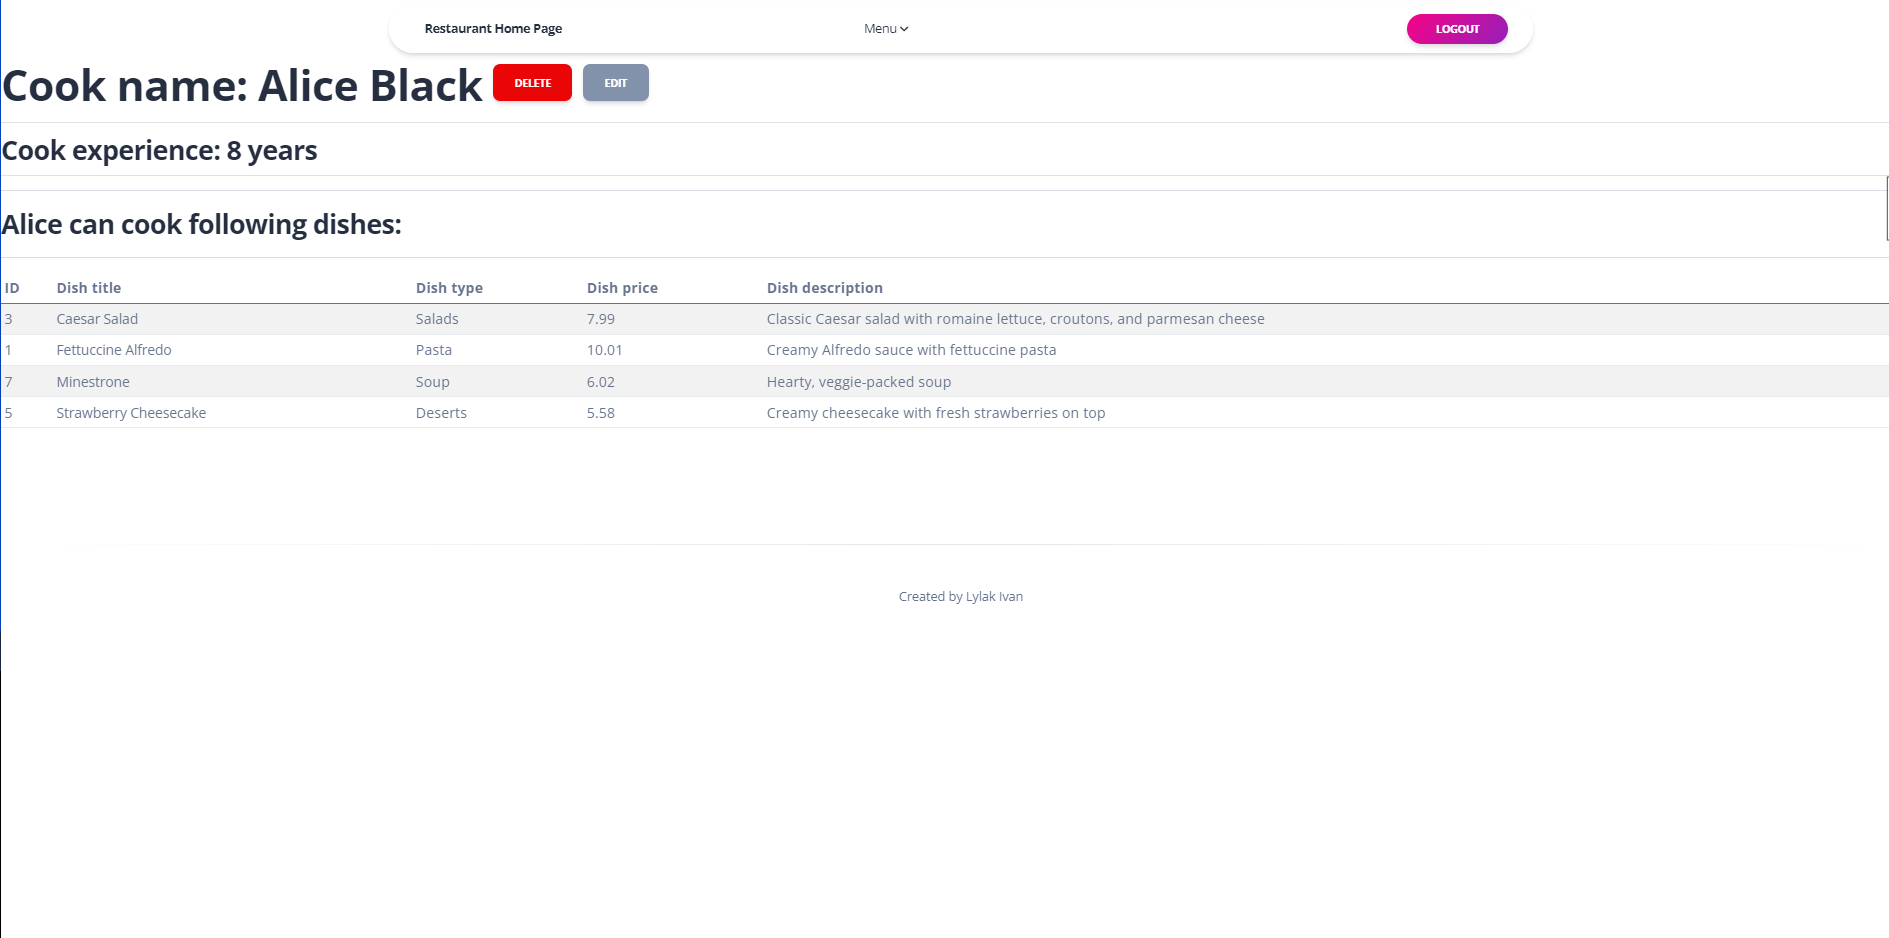 Restaurant Home Page Menu LOGOUT
Cook name: Alice Black DELETE EDIT
Cook experience: 8 years
Alice can cook following dishes:
ID Dish title Dish type Dish price Dish description
3 Caesar Salad Salads 7.99 Classic Caesar salad with romaine lettuce, croutons, and parmesan cheese
1 Fettuccine Alfredo Pasta 10.01 Creamy Alfredo sauce with fettuccine pasta
7 Minestrone Soup 6.02 Hearty, veggie-packed soup
5 Strawberry Cheesecake Deserts 5.58 Creamy cheesecake with fresh strawberries on top
Created by Lylak Ivan